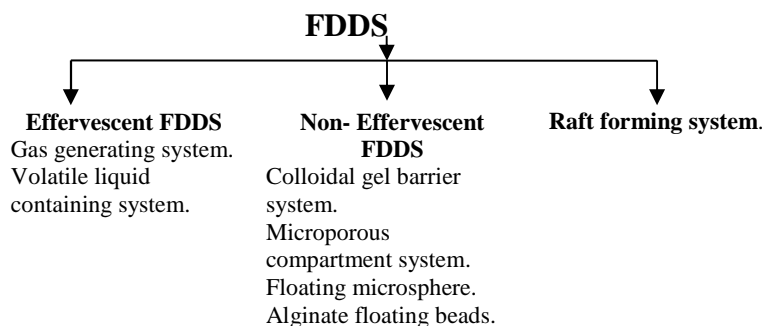 FDDS
Effervescent FDDS
Gas generating system.
Volatile liquid
containing system.
Non- Effervescent
FDDS
Colloidal gel barrier
system.
Microporous
compartment system.
Floating microsphere.
Alginate floating beads.
Raft forming system.